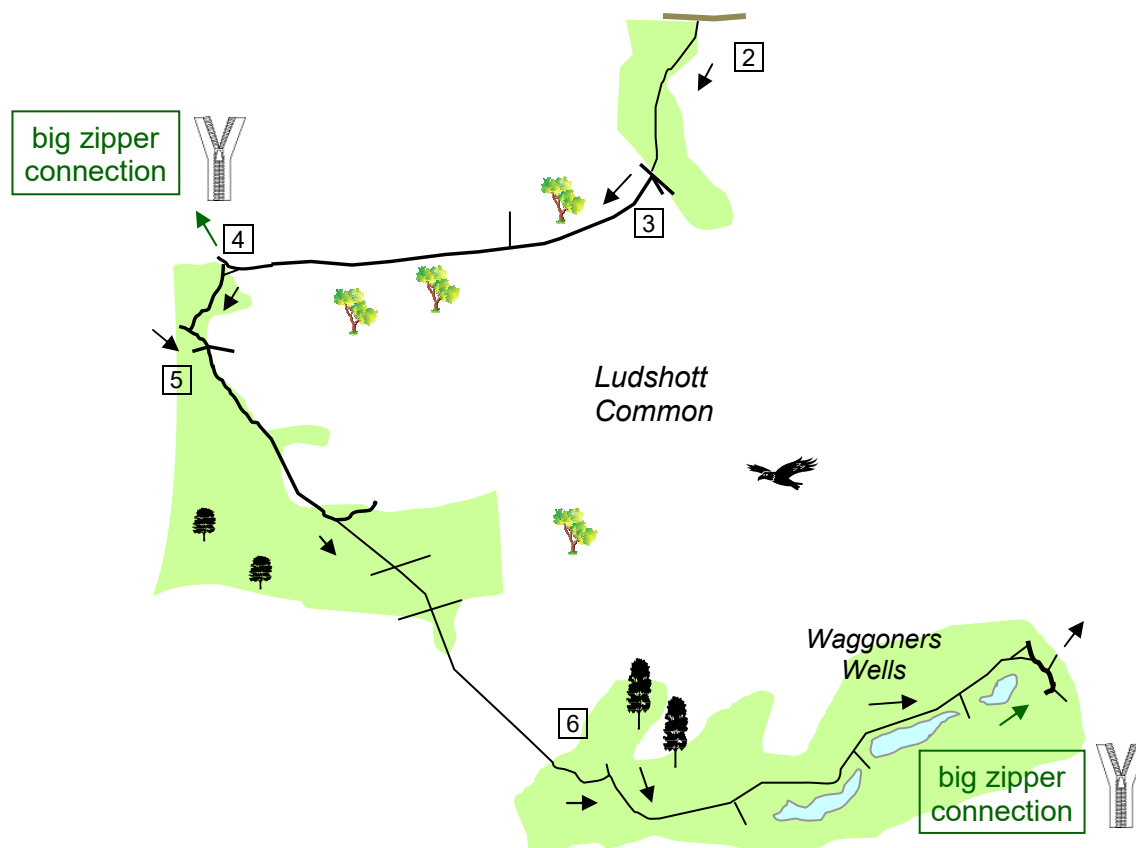 2
big zipper
connection
3
4
5
Ludshott
Common
Waggoners
Wells
6
big zipper
connection